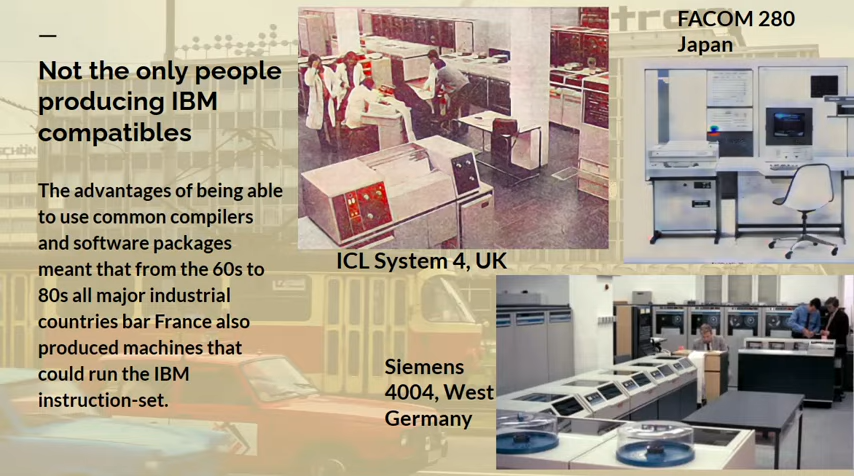 Not the only people
producing IBM
compatibles
The advantages of being able
to use common compilers
and software packages
meant that from the 60s to
80s all major industrial
countries bar France also
produced machines that
could run the IBM
instruction-set.
ICL System 4, UK
FACOM 280
Japan
Siemens
4004, West
Germany